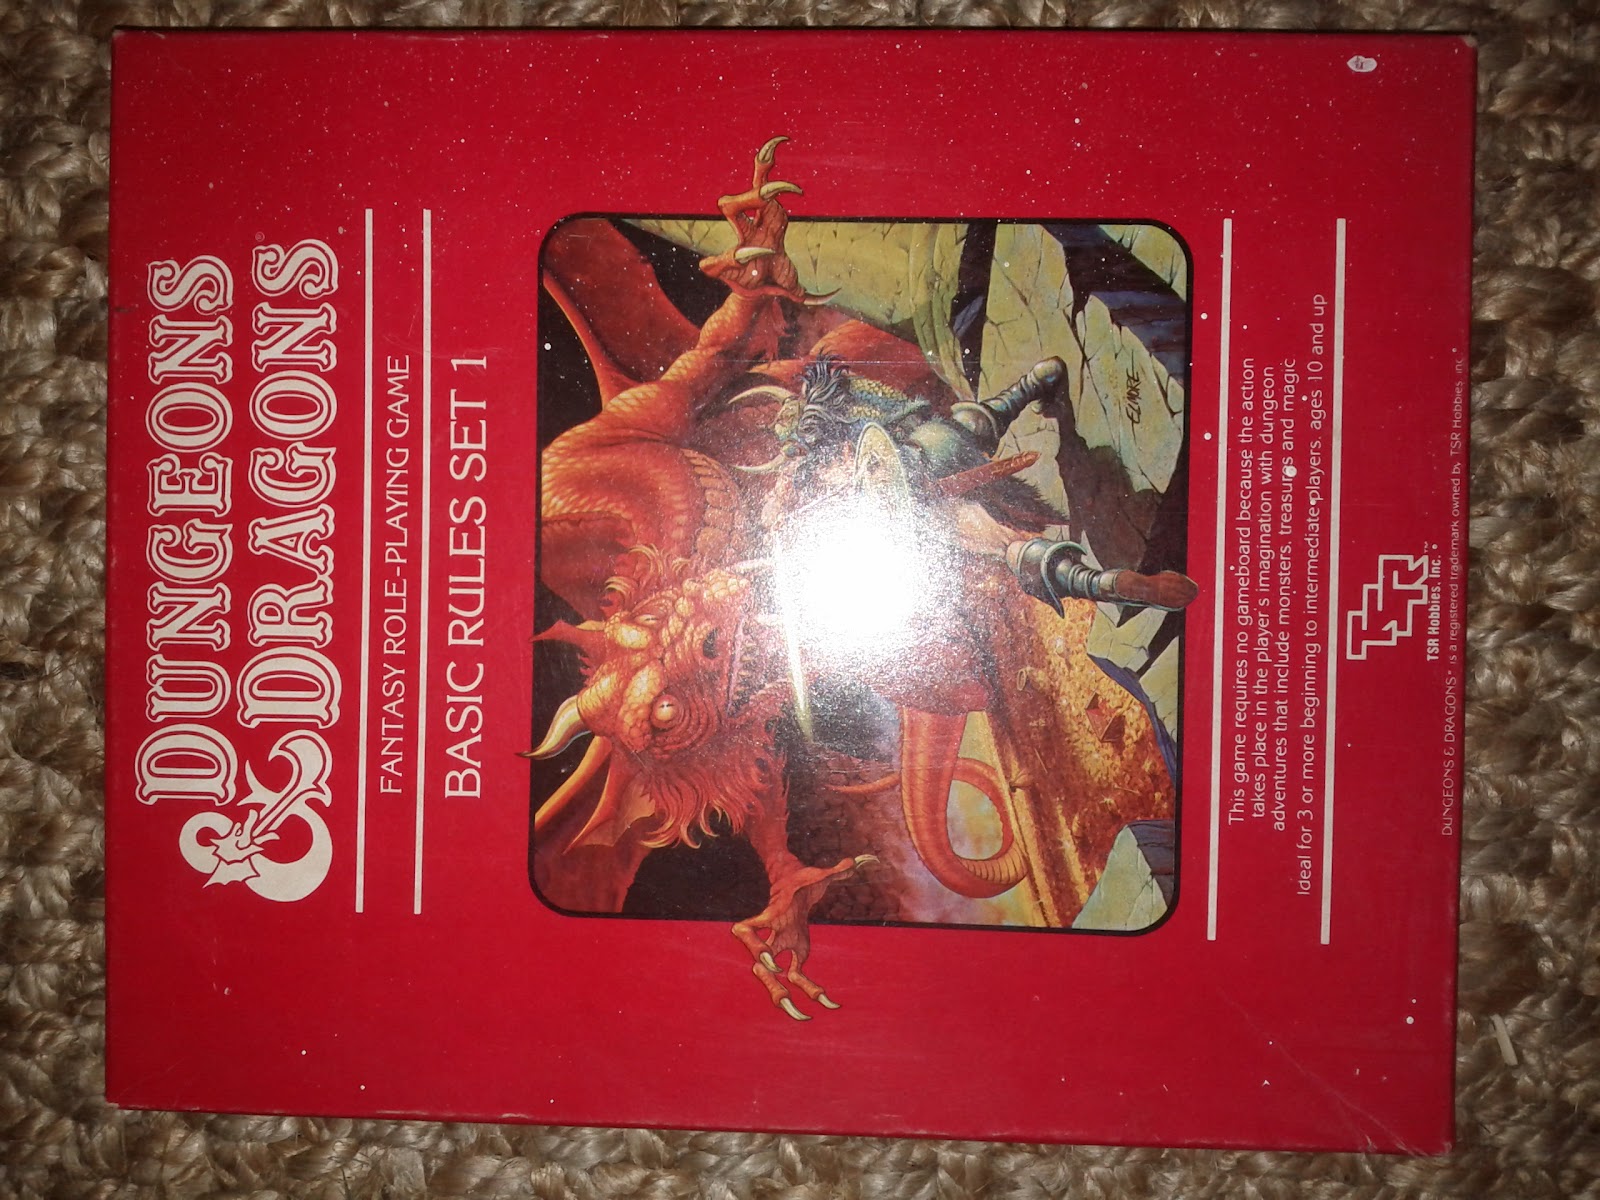 DUNGEONS
& DRAGONS®
FANTASY ROLE-PLAYING GAME
BASIC RULES SET 1
ELMORE
This game requires no gameboard because the action
takes place in the player's imagination with dungeon
adventures that include monsters, treasures and magic
Ideal for 3 or more beginning to intermediate players, ages 10 and up
TSR™
TSR Hobbies, Inc.
DUNGEONS & DRAGONS® is a registered trademark owned by TSR Hobbies, Inc.